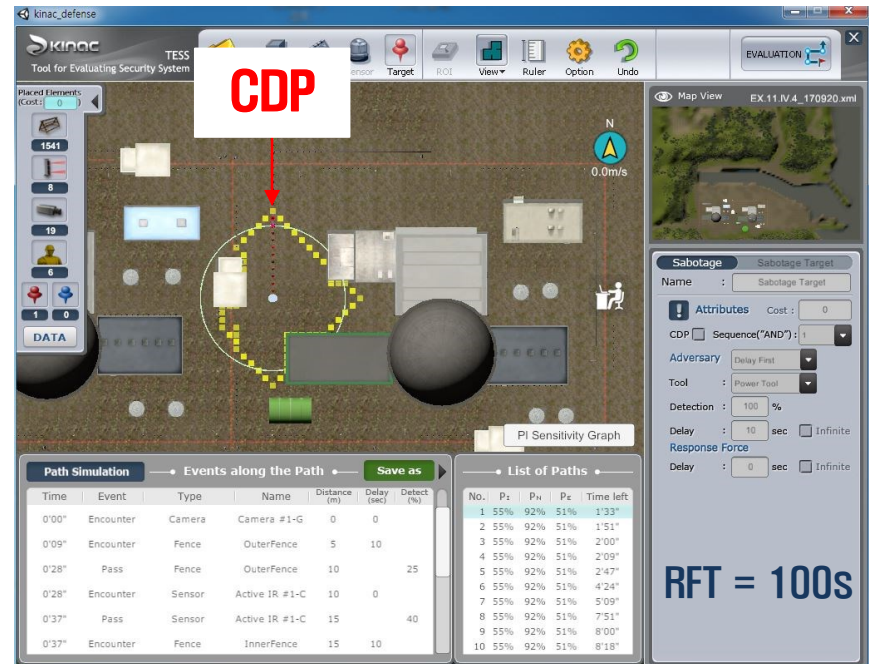 kinac_defense
KINAC
TESS
Tool for Evaluating Security System
Target
ROI
View
Ruler
Option
Undo
EVALUATION
X
CDP
Placed Elements
(Cost : 0 )
1541
8
19
6
1 0
DATA
N
0.0m/s
PI Sensitivity Graph
Map View EX.11.IV.4_170920.xml
Sabotage Sabotage Target
Name : Sabotage Target
! Attributes Cost : 0
CDP Sequence("AND") : 1
Adversary Delay First
Tool : Power Tool
Detection : 100 %
Delay : 10 sec Infinite
Response Force
Delay : 0 sec Infinite
RFT = 100s
Path Simulation Events along the Path Save as
Time Event Type Name Distance (m) Delay (sec) Detect (%)
0'00" Encounter Camera Camera #1-G 0 0
0'09" Encounter Fence OuterFence 5 10
0'28" Pass Fence OuterFence 10 25
0'28" Encounter Sensor Active IR #1-C 10 0
0'37" Pass Sensor Active IR #1-C 15 40
0'37" Encounter Fence InnerFence 15 10
List of Paths
No. PI PN PE Time left
1 55% 92% 51% 1'33"
2 55% 92% 51% 1'51"
3 55% 92% 51% 2'00"
4 55% 92% 51% 2'09"
5 55% 92% 51% 2'47"
6 55% 92% 51% 4'24"
7 55% 92% 51% 5'09"
8 55% 92% 51% 7'51"
9 55% 92% 51% 8'00"
10 55% 92% 51% 8'18"